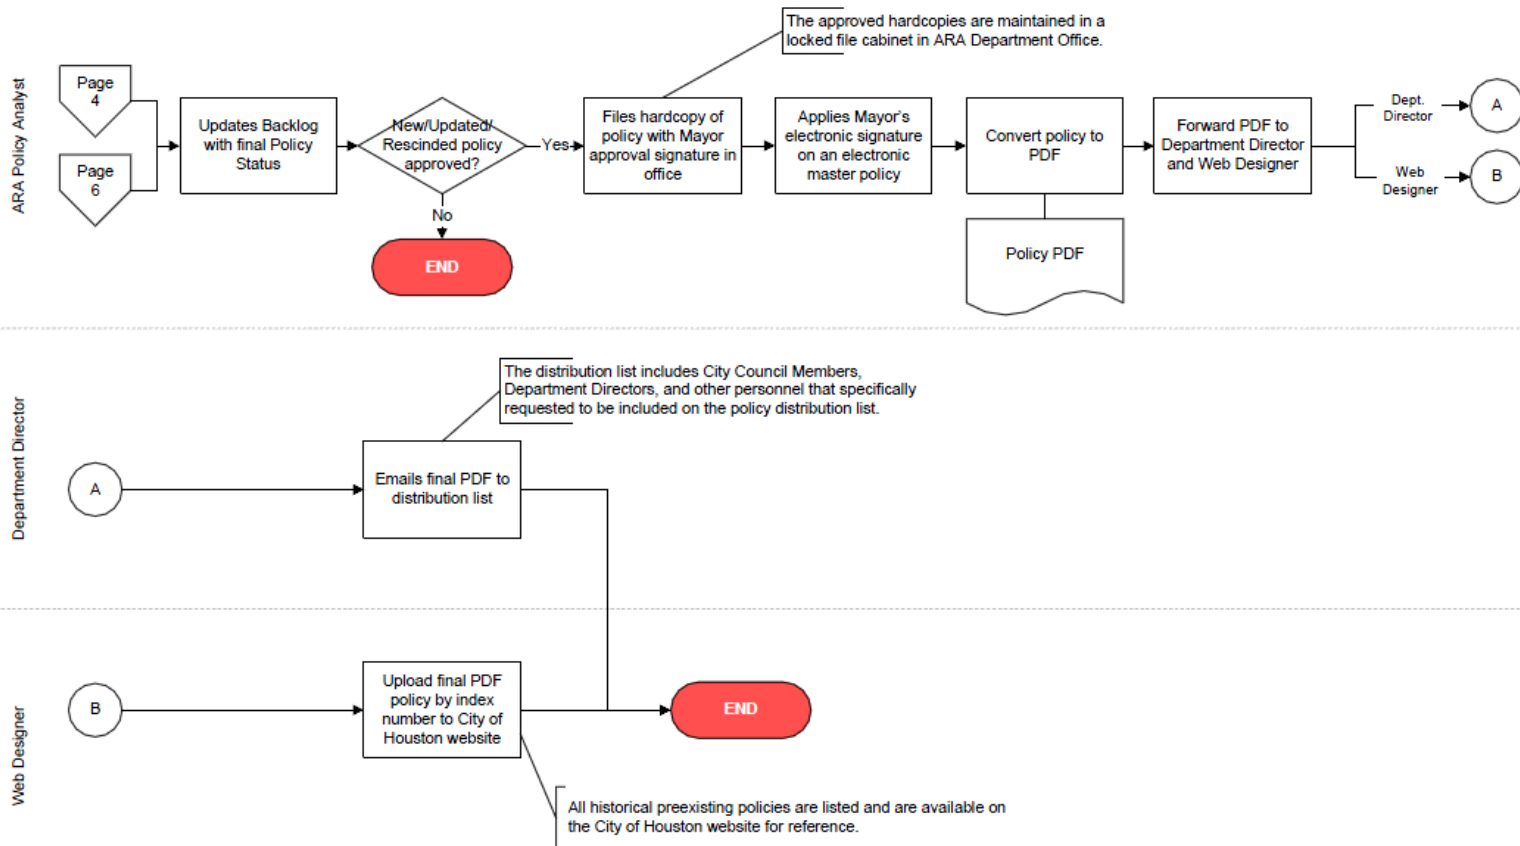 ARA Policy Analyst
Page
4
Page
6
Updates Backlog
with final Policy
Status
New/Updated/
Rescinded policy
approved?
Yes
No
END
The approved hardcopies are maintained in a
locked file cabinet in ARA Department Office.
Files hardcopy of
policy with Mayor
approval signature in
office
Applies Mayor's
electronic signature
on an electronic
master policy
Convert policy to
PDF
Policy PDF
Forward PDF to
Department Director
and Web Designer
Dept.
Director
A
Web
Designer
B
Department Director
The distribution list includes City Council Members,
Department Directors, and other personnel that specifically
requested to be included on the policy distribution list.
A
Emails final PDF to
distribution list
Web Designer
B
Upload final PDF
policy by index
number to City of
Houston website
END
All historical preexisting policies are listed and are available on
the City of Houston website for reference.